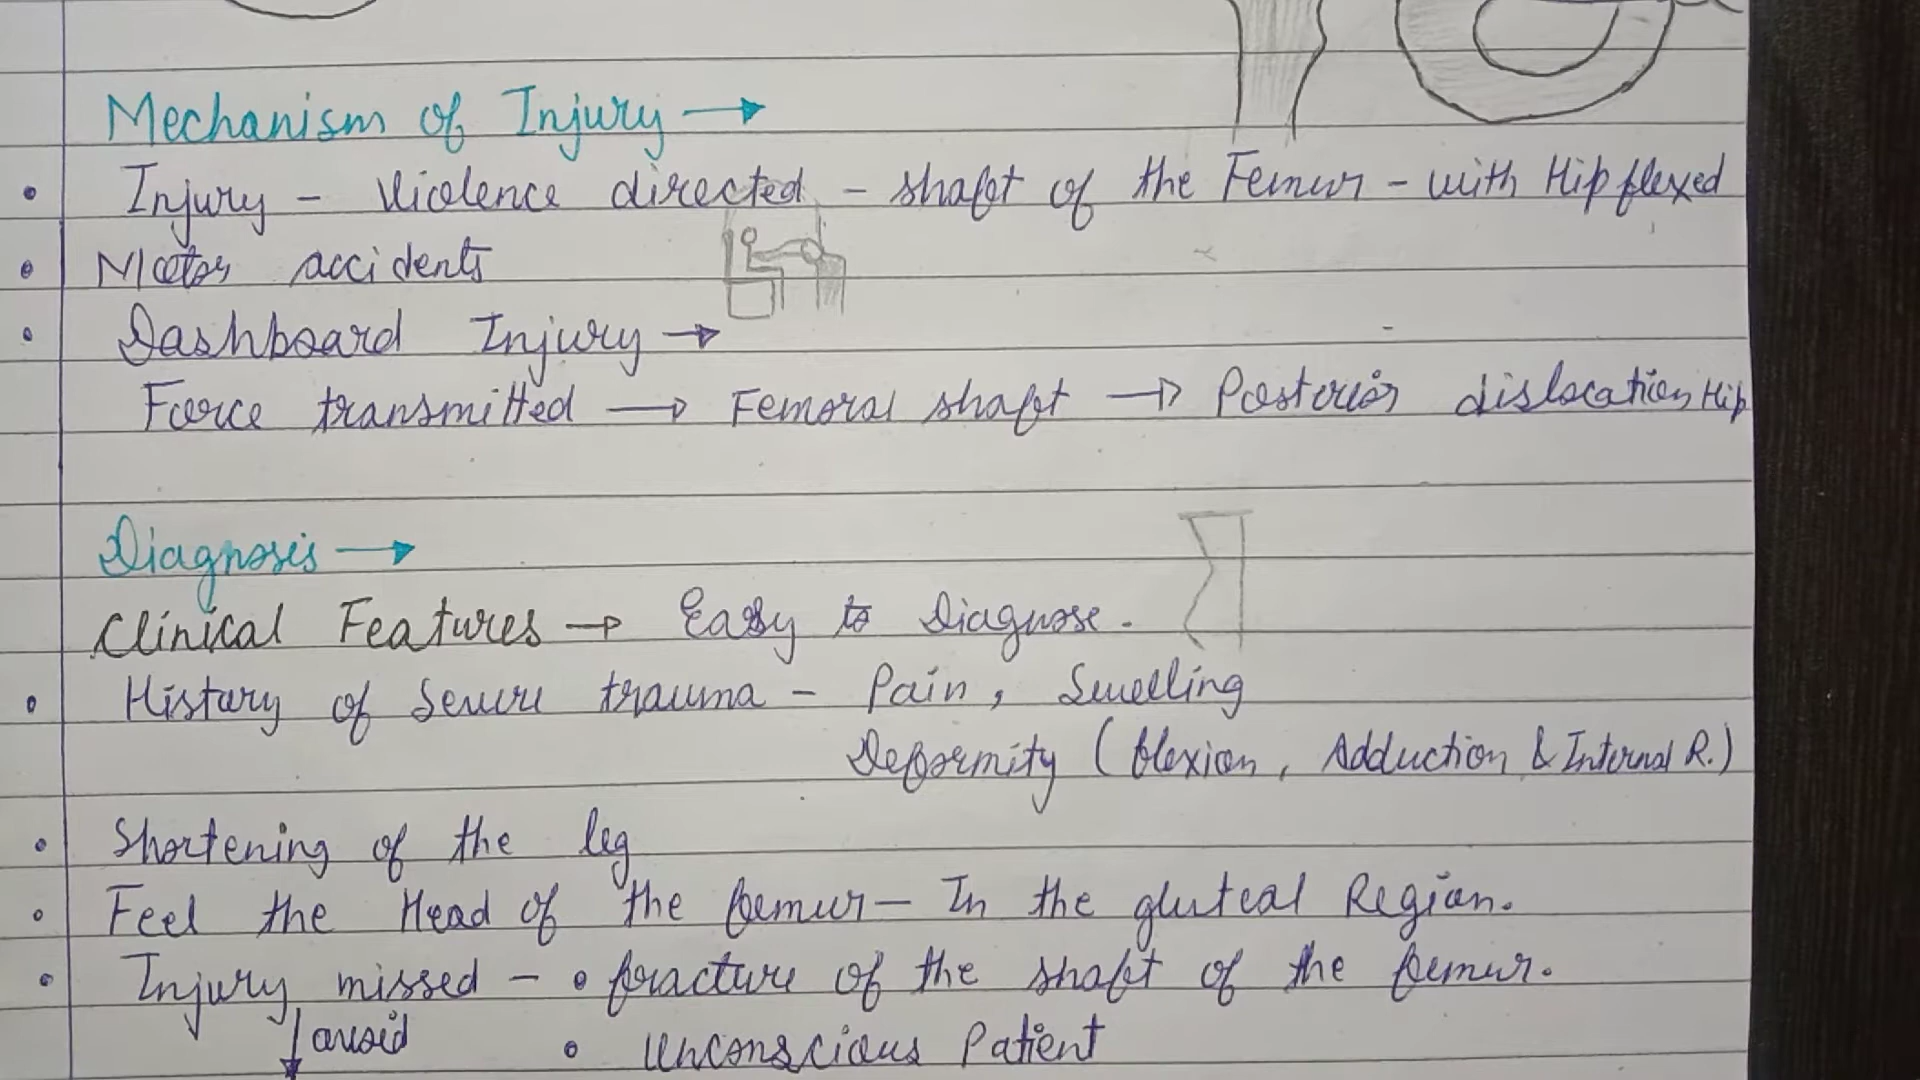 Mechanism of Injury →
• Injury - Violence directed - shaft of the Femur - with Hip flexed
• Motor accidents
• Dashboard Injury →
Force transmitted → Femoral shaft → Posterior dislocation Hip
Diagnosis →
Clinical Features → Easy to Diagnose.
• History of Severe trauma - Pain, Swelling
Deformity (flexion, Adduction & Internal R.)
• Shortening of the leg
• Feel the Head of the femur - In the gluteal Region.
• Injury missed - • fracture of the shaft of the femur.
↓ avoid • Unconscious Patient